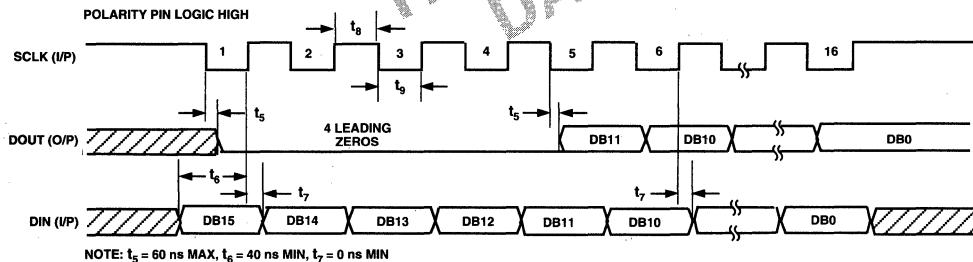 POLARITY PIN LOGIC HIGH
t8
SCLK (I/P)
1 2 3 4 5 6 16
t9
t5
t5
4 LEADING
ZEROS
DOUT (O/P)
DB11 DB10 DB0
t6
t7
t7
DIN (I/P)
DB15 DB14 DB13 DB12 DB11 DB10 DB0
NOTE: t5 = 60 ns MAX, t6 = 40 ns MIN, t7 = 0 ns MIN